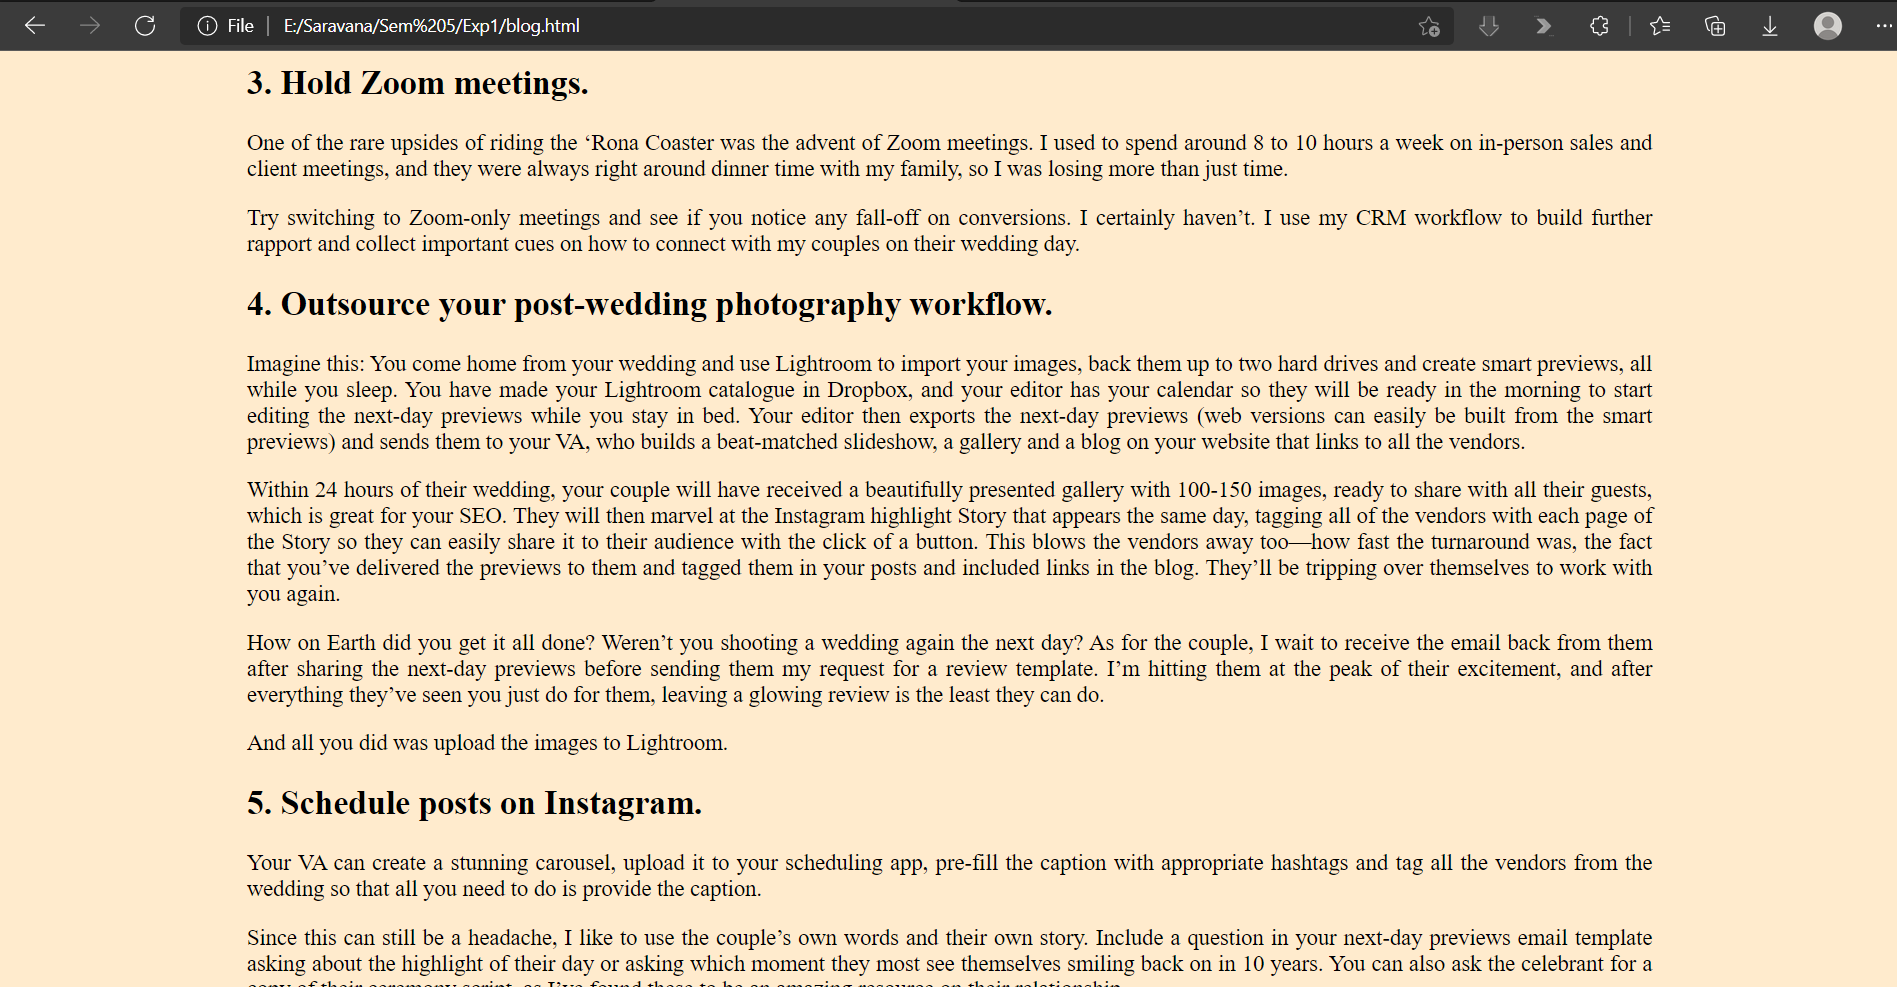 File | E:/Saravana/Sem%205/Exp1/blog.html
3. Hold Zoom meetings.
One of the rare upsides of riding the ‘Rona Coaster was the advent of Zoom meetings. I used to spend around 8 to 10 hours a week on in-person sales and
client meetings, and they were always right around dinner time with my family, so I was losing more than just time.
Try switching to Zoom-only meetings and see if you notice any fall-off on conversions. I certainly haven’t. I use my CRM workflow to build further
rapport and collect important cues on how to connect with my couples on their wedding day.
4. Outsource your post-wedding photography workflow.
Imagine this: You come home from your wedding and use Lightroom to import your images, back them up to two hard drives and create smart previews, all
while you sleep. You have made your Lightroom catalogue in Dropbox, and your editor has your calendar so they will be ready in the morning to start
editing the next-day previews while you stay in bed. Your editor then exports the next-day previews (web versions can easily be built from the smart
previews) and sends them to your VA, who builds a beat-matched slideshow, a gallery and a blog on your website that links to all the vendors.
Within 24 hours of their wedding, your couple will have received a beautifully presented gallery with 100-150 images, ready to share with all their guests,
which is great for your SEO. They will then marvel at the Instagram highlight Story that appears the same day, tagging all of the vendors with each page of
the Story so they can easily share it to their audience with the click of a button. This blows the vendors away too—how fast the turnaround was, the fact
that you’ve delivered the previews to them and tagged them in your posts and included links in the blog. They’ll be tripping over themselves to work with
you again.
How on Earth did you get it all done? Weren’t you shooting a wedding again the next day? As for the couple, I wait to receive the email back from them
after sharing the next-day previews before sending them my request for a review template. I’m hitting them at the peak of their excitement, and after
everything they’ve seen you just do for them, leaving a glowing review is the least they can do.
And all you did was upload the images to Lightroom.
5. Schedule posts on Instagram.
Your VA can create a stunning carousel, upload it to your scheduling app, pre-fill the caption with appropriate hashtags and tag all the vendors from the
wedding so that all you need to do is provide the caption.
Since this can still be a headache, I like to use the couple’s own words and their own story. Include a question in your next-day previews email template
asking about the highlight of their day or asking which moment they most see themselves smiling back on in 10 years. You can also ask the celebrant for a
copy of their ceremony script, as I’ve found these to be an amazing resource on their relationship.